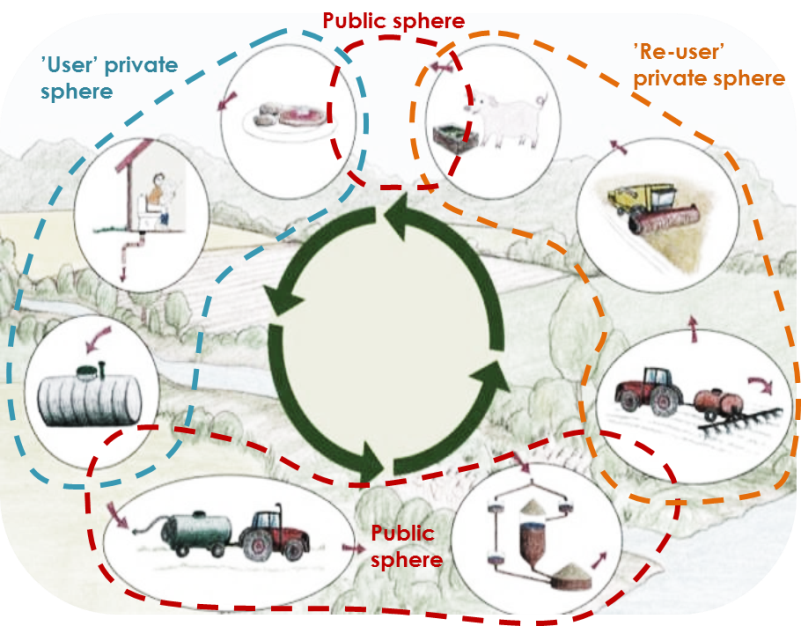 Public sphere
’User’ private
sphere
’Re-user’
private sphere
Public
sphere